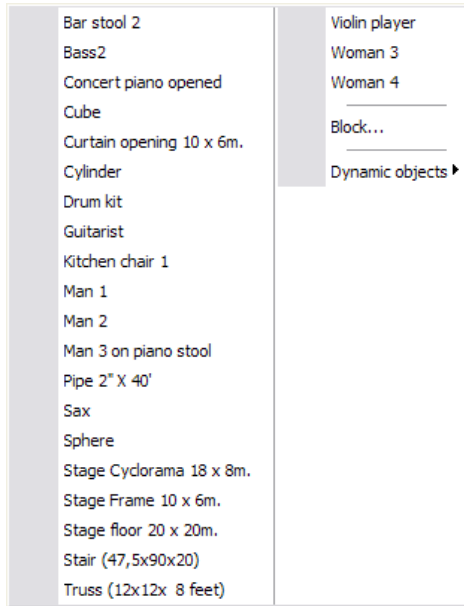 Bar stool 2
Bass2
Concert piano opened
Cube
Curtain opening 10 x 6m.
Cylinder
Drum kit
Guitarist
Kitchen chair 1
Man 1
Man 2
Man 3 on piano stool
Pipe 2" X 40'
Sax
Sphere
Stage Cyclorama 18 x 8m.
Stage Frame 10 x 6m.
Stage floor 20 x 20m.
Stair (47,5x90x20)
Truss (12x12x  8 feet)
Violin player
Woman 3
Woman 4
Block...
Dynamic objects